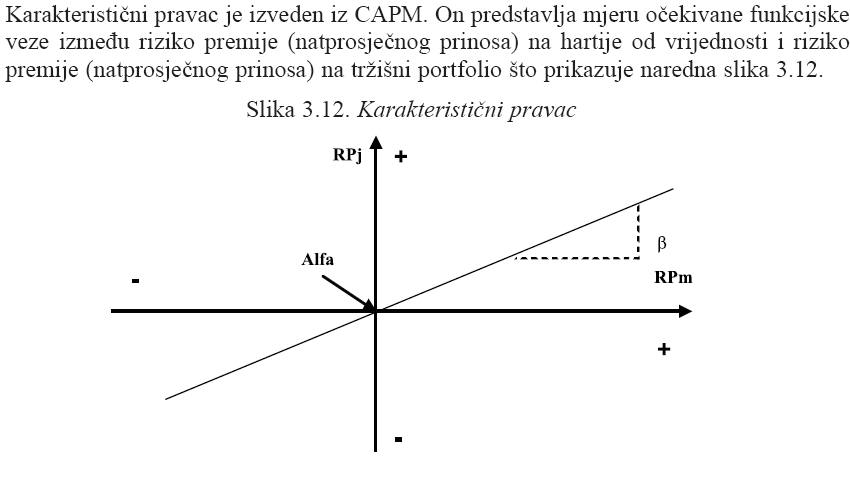 Karakteristični pravac je izveden iz CAPM. On predstavlja mjeru očekivane funkcijske
veze između riziko premije (natprosječnog prinosa) na hartije od vrijednosti i riziko
premije (natprosječnog prinosa) na tržišni portfolio što prikazuje naredna slika 3.12.
Slika 3.12. Karakteristični pravac
RPj +
β
Alfa
RPm
-
+
-